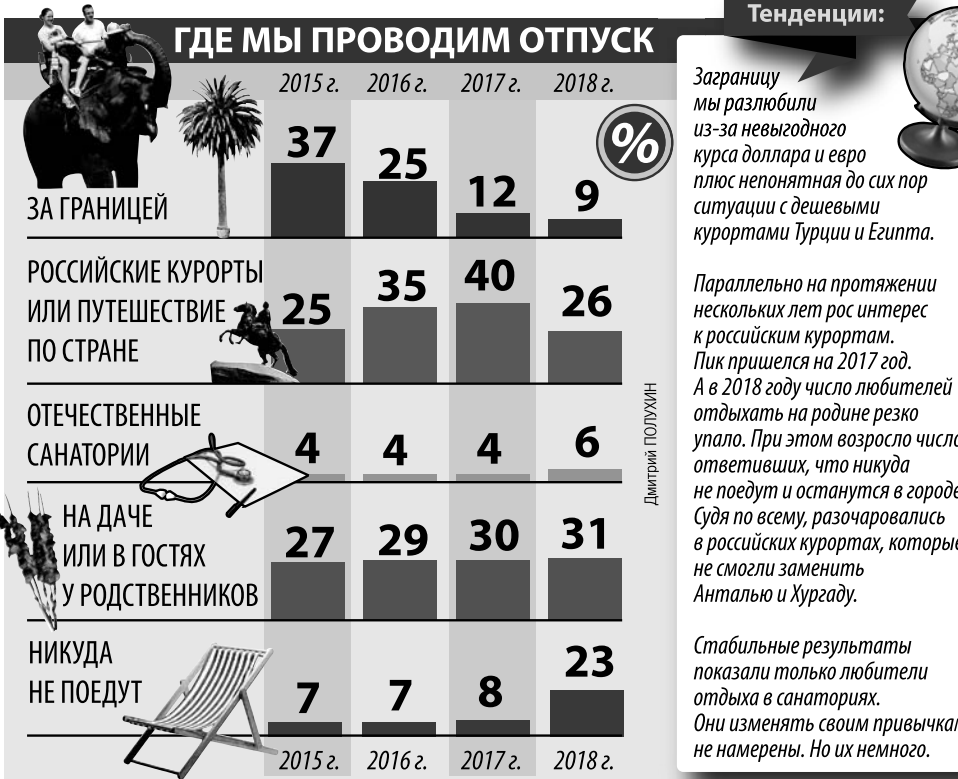 ГДЕ МЫ ПРОВОДИМ ОТПУСК
2015 г. 2016 г. 2017 г. 2018 г.
%
ЗА ГРАНИЦЕЙ
37 25 12 9
РОССИЙСКИЕ КУРОРТЫ
ИЛИ ПУТЕШЕСТВИЕ
ПО СТРАНЕ
25 35 40 26
ОТЕЧЕСТВЕННЫЕ
САНАТОРИИ
4 4 4 6
НА ДАЧЕ
ИЛИ В ГОСТЯХ
У РОДСТВЕННИКОВ
27 29 30 31
НИКУДА
НЕ ПОЕДУТ
7 7 8 23
2015 г. 2016 г. 2017 г. 2018 г.
Дмитрий ПОЛУХИН
Тенденции:
Заграницу
мы разлюбили
из-за невыгодного
курса доллара и евро
плюс непонятная до сих пор
ситуации с дешевыми
курортами Турции и Египта.
Параллельно на протяжении
нескольких лет рос интерес
к российским курортам.
Пик пришелся на 2017 год.
А в 2018 году число любителей
отдыхать на родине резко
упало. При этом возросло число
ответивших, что никуда
не поедут и останутся в городе
Судя по всему, разочаровались
в российских курортах, которые
не смогли заменить
Анталью и Хургаду.
Стабильные результаты
показали только любители
отдыха в санаториях.
Они изменять своим привычкам
не намерены. Но их немного.